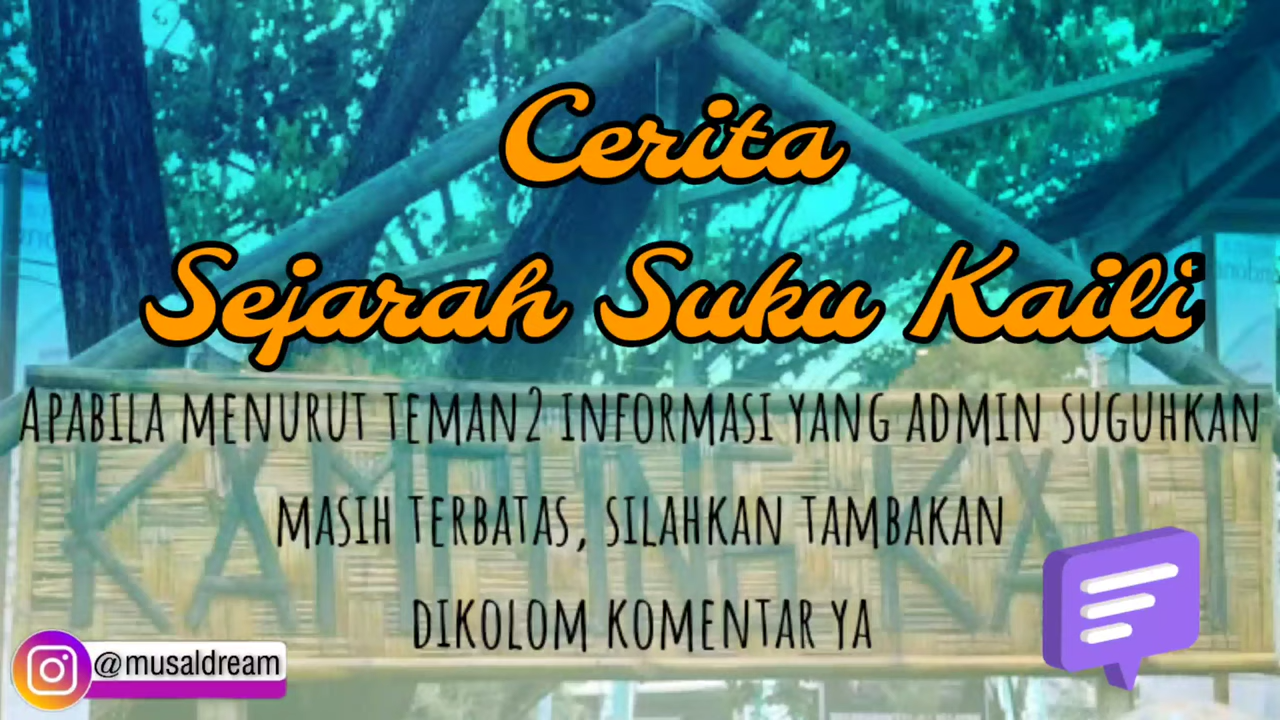 Cerita
Sejarah Suku Kaili
APABILA MENURUT TEMAN2 INFORMASI YANG ADMIN SUGUHKAN
MASIH TERBATAS, SILAHKAN TAMBAKAN
DIKOLOM KOMENTAR YA
KAMPUNG KAILI
@musaldream